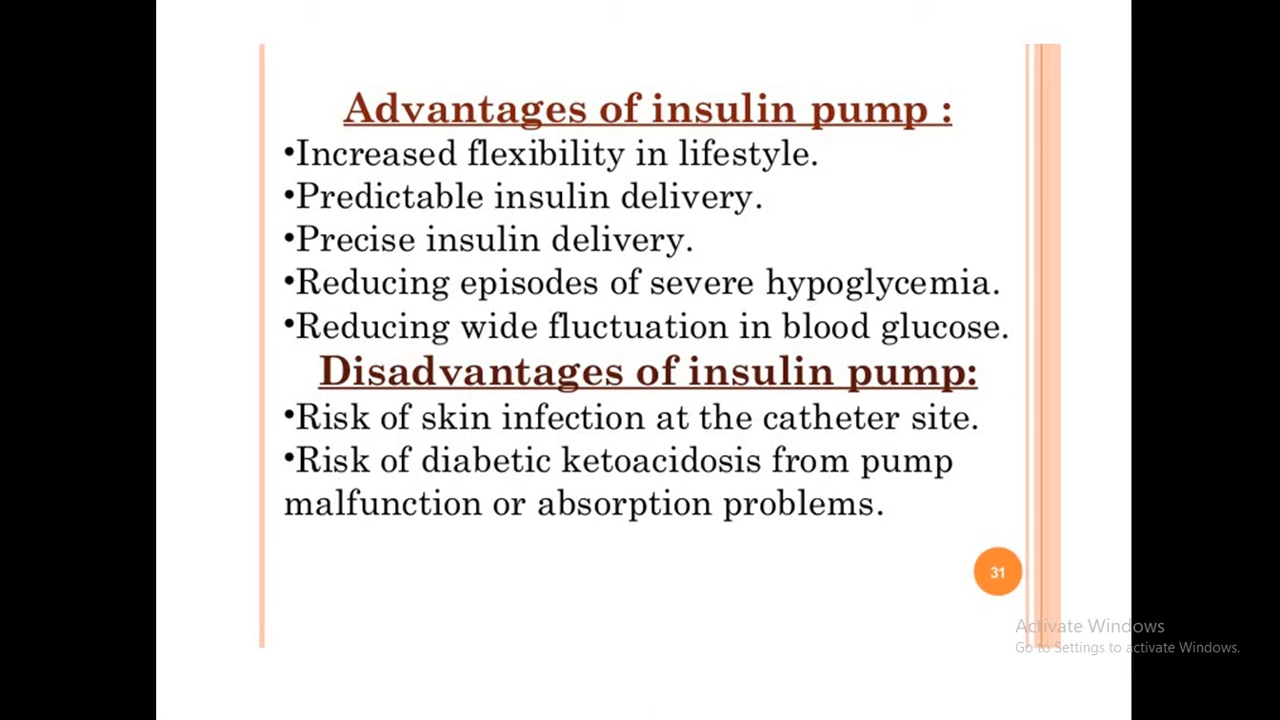 Advantages of insulin pump :
•Increased flexibility in lifestyle.
•Predictable insulin delivery.
•Precise insulin delivery.
•Reducing episodes of severe hypoglycemia.
•Reducing wide fluctuation in blood glucose.
Disadvantages of insulin pump:
•Risk of skin infection at the catheter site.
•Risk of diabetic ketoacidosis from pump
malfunction or absorption problems.
31
Activate Windows
Go to Settings to activate Windows.